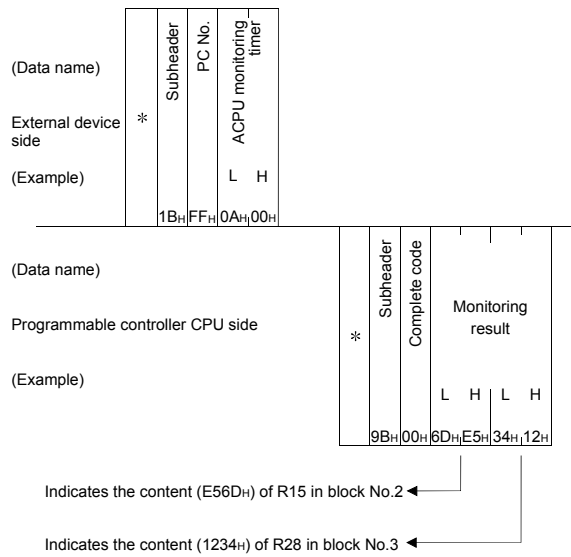 (Data name)
External device
side
(Example)
*
Subheader
PC No.
ACPU monitoring
timer
L H
1BH FFH 0AH 00H
(Data name)
Programmable controller CPU side
(Example)
*
Subheader
Complete code
Monitoring
result
L H L H
9BH 00H 6DH E5H 34H 12H
Indicates the content (E56DH) of R15 in block No.2
Indicates the content (1234H) of R28 in block No.3